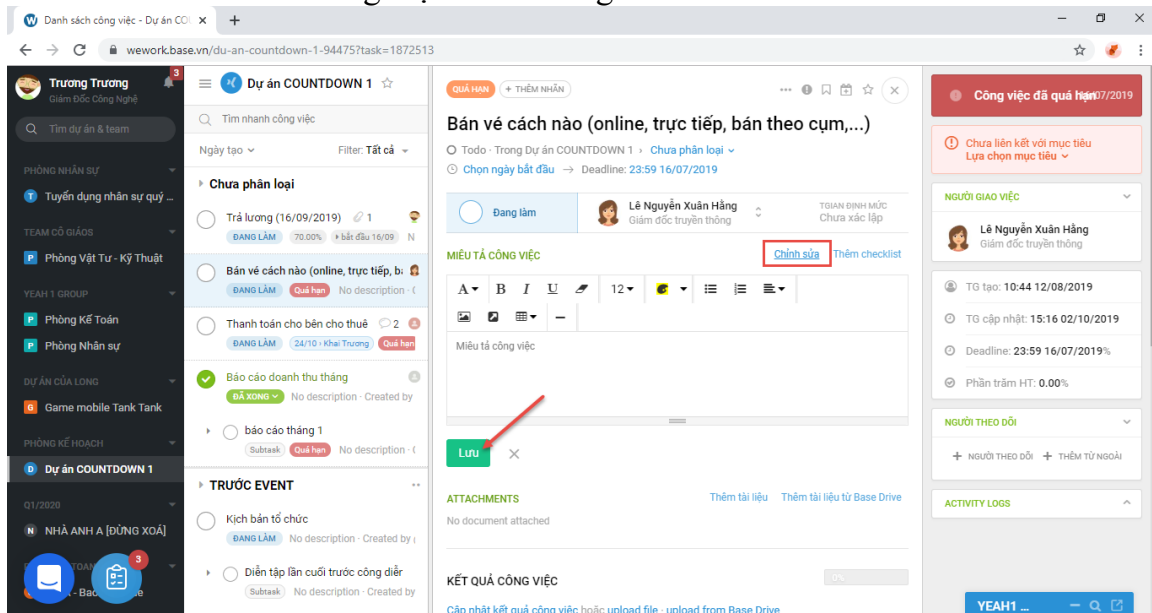 Danh sách công việc - Dự án CO
wework.base.vn/du-an-countdown-1-94475?task=1872513
Trương Trương
3
Giám Đốc Công Nghệ
Tìm dự án & team
PHÒNG NHÂN SỰ
Tuyển dụng nhân sự quý ...
TEAM CÔ GIÁOS
Phòng Vật Tư - Kỹ Thuật
YEAH 1 GROUP
Phòng Kế Toán
Phòng Nhân sự
DỰ ÁN CỦA LONG
Game mobile Tank Tank
PHÒNG KẾ HOẠCH
Dự án COUNTDOWN 1
Q1/2020
NHÀ ANH A [ĐỪNG XOÁ]
3
Dự án COUNTDOWN 1
Tìm nhanh công việc
Ngày tạo
Filter: Tất cả
Chưa phân loại
Trả lương (16/09/2019) 1
ĐANG LÀM 70.00% bắt đầu 16/09 N
Bán vé cách nào (online, trực tiếp, bá
ĐANG LÀM Quá hạn No description · (
Thanh toán cho bên cho thuê 2
ĐANG LÀM 24/10 › Khai Truong Quá hạn
Báo cáo doanh thu tháng
ĐÃ XONG No description · Created by
báo cáo tháng 1
Subtask Quá hạn No description · (
TRƯỚC EVENT
Kịch bản tổ chức
ĐANG LÀM No description · Created by
Diễn tập lần cuối trước công diễn
Subtask No description · Created by
QUÁ HẠN + THÊM NHÃN
Bán vé cách nào (online, trực tiếp, bán theo cụm,...)
Todo · Trong Dự án COUNTDOWN 1 › Chưa phân loại
Chọn ngày bắt đầu → Deadline: 23:59 16/07/2019
Đang làm
Lê Nguyễn Xuân Hằng
Giám đốc truyền thông
TGIAN ĐỊNH MỨC
Chưa xác lập
MIÊU TẢ CÔNG VIỆC
Chỉnh sửa
Thêm checklist
A B I U 12
Miêu tả công việc
Lưu
ATTACHMENTS
Thêm tài liệu Thêm tài liệu từ Base Drive
No document attached
KẾT QUẢ CÔNG VIỆC
0%
Cập nhật kết quả công việc hoặc upload file · upload from Base Drive
Công việc đã quá hạn
07/2019
Chưa liên kết với mục tiêu
Lựa chọn mục tiêu
NGƯỜI GIAO VIỆC
Lê Nguyễn Xuân Hằng
Giám đốc truyền thông
TG tạo: 10:44 12/08/2019
TG cập nhật: 15:16 02/10/2019
Deadline: 23:59 16/07/2019%
Phần trăm HT: 0.00%
NGƯỜI THEO DÕI
+ NGƯỜI THEO DÕI + THÊM TỪ NGOÀI
ACTIVITY LOGS
YEAH1 ...